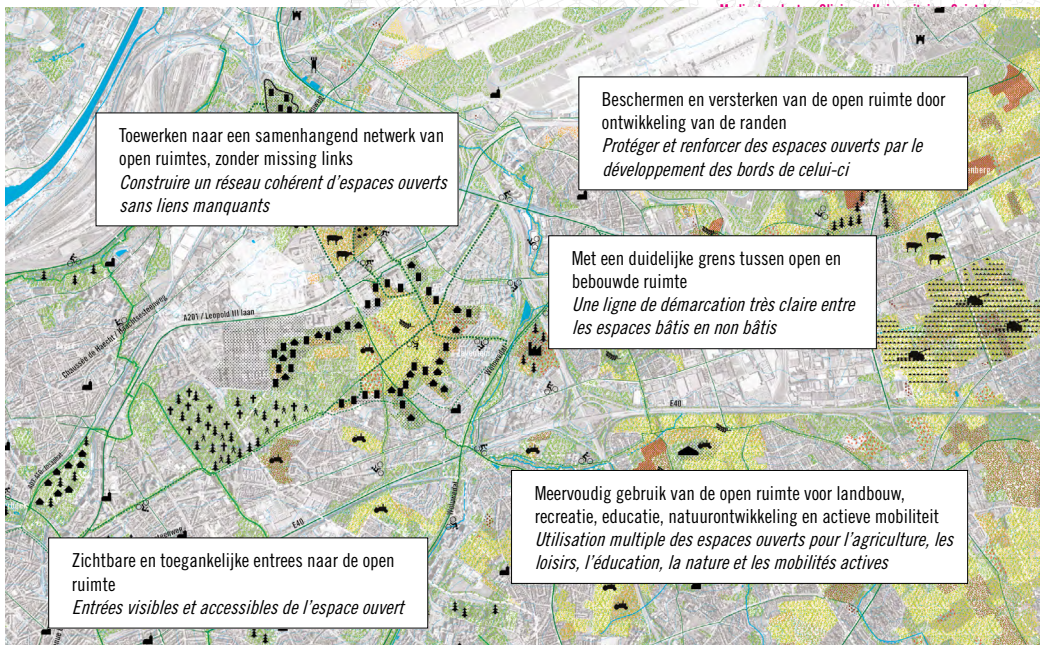 Beschermen en versterken van de open ruimte door
ontwikkeling van de randen
Protéger et renforcer des espaces ouverts par le
développement des bords de celui-ci
Toewerken naar een samenhangend netwerk van
open ruimtes, zonder missing links
Construire un réseau cohérent d'espaces ouverts
sans liens manquants
Met een duidelijke grens tussen open en
bebouwde ruimte
Une ligne de démarcation très claire entre
les espaces bâtis en non bâtis
A201 / Leopold III laan
Chaussée de Haecht /
E40
Meervoudig gebruik van de open ruimte voor landbouw,
recreatie, educatie, natuurontwikkeling en actieve mobiliteit
Utilisation multiple des espaces ouverts pour l'agriculture, les
loisirs, l'éducation, la nature et les mobilités actives
E40
Zichtbare en toegankelijke entrees naar de open
ruimte
Entrées visibles et accessibles de l'espace ouvert